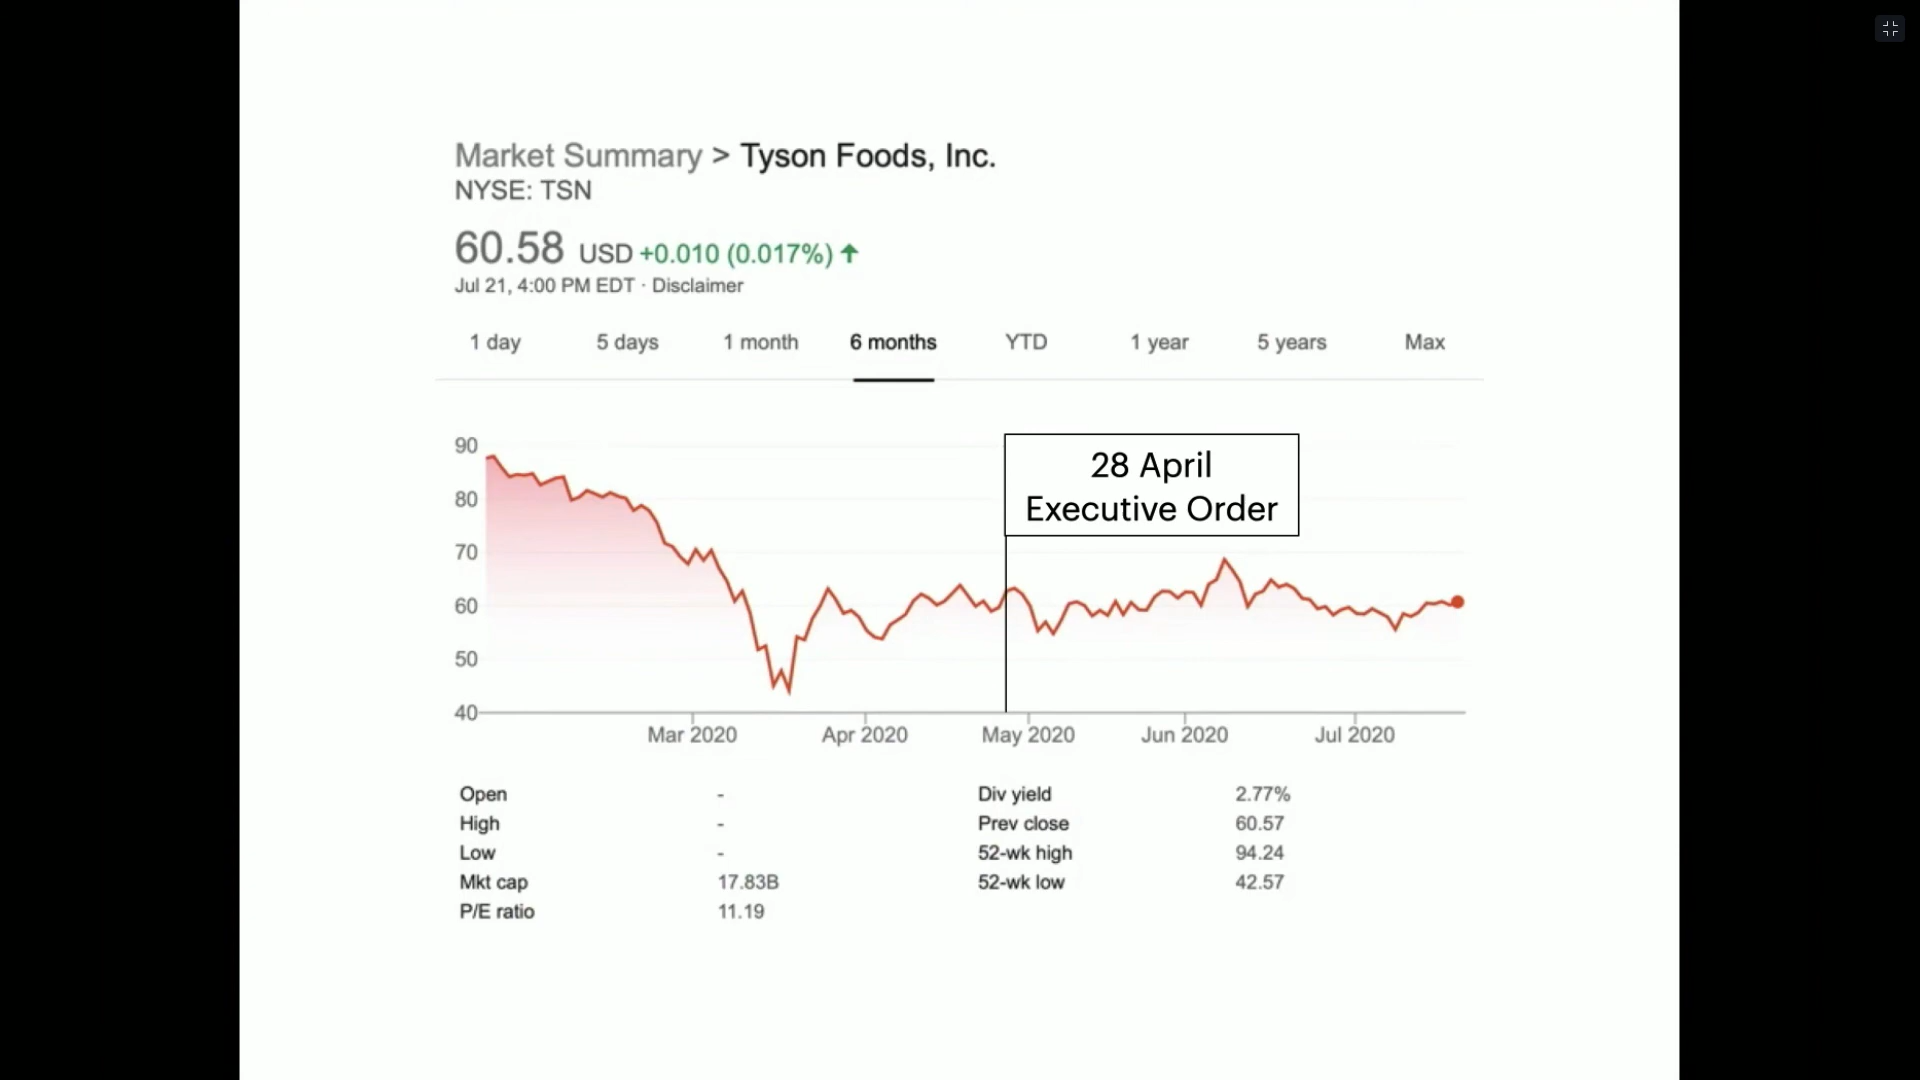 Market Summary > Tyson Foods, Inc.
NYSE: TSN
60.58 USD +0.010 (0.017%) ↑
Jul 21, 4:00 PM EDT · Disclaimer
1 day 5 days 1 month 6 months YTD 1 year 5 years Max
90
80
70
60
50
40
28 April
Executive Order
Mar 2020 Apr 2020 May 2020 Jun 2020 Jul 2020
Open - Div yield 2.77%
High - Prev close 60.57
Low - 52-wk high 94.24
Mkt cap 17.83B 52-wk low 42.57
P/E ratio 11.19